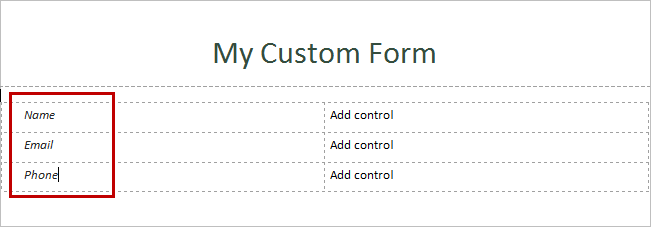 My Custom Form
Name Add control
Email Add control
Phone Add control